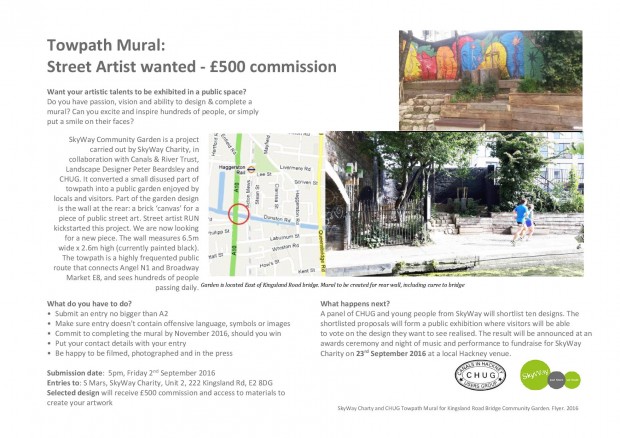 Towpath Mural:
Street Artist wanted - £500 commission
Want your artistic talents to be exhibited in a public space?
Do you have passion, vision and ability to design & complete a
mural? Can you excite and inspire hundreds of people, or simply
put a smile on their faces?
SkyWay Community Garden is a project
carried out by SkyWay Charity, in
collaboration with Canals & River Trust,
Landscape Designer Peter Beardsley and
CHUG. It converted a small disused part of
towpath into a public garden enjoyed by
locals and visitors. Part of the garden design
is the wall at the rear: a brick 'canvas' for a
piece of public street art. Street artist RUN
kickstarted this project. We are now looking
for a new piece. The wall measures 6.5m
wide x 2.6m high (currently painted black).
The towpath is a highly frequented public
route that connects Angel N1 and Broadway
Market E8, and sees hundreds of people
passing daily.
Haggerston
Rail
A10
Livermere Rd
Scriven St
Mayfield
Stean St
Haggerston Rd
Dunston Rd
Laburnum St
Whiston Rd
Hows St
Phillipp St
A10
Queensbridge Rd
Garden is located East of Kingsland Road bridge. Mural to be created for rear wall, including curve to bridge
What do you have to do?
• Submit an entry no bigger than A2
• Make sure entry doesn't contain offensive language, symbols or images
• Commit to completing the mural by November 2016, should you win
• Put your contact details with your entry
• Be happy to be filmed, photographed and in the press
Submission date: 5pm, Friday 2nd September 2016
Entries to: S Mars, SkyWay Charity, Unit 2, 222 Kingsland Rd, E2 8DG
Selected design will receive £500 commission and access to materials to
create your artwork
What happens next?
A panel of CHUG and young people from SkyWay will shortlist ten designs. The
shortlisted proposals will form a public exhibition where visitors will be able
to vote on the design they want to see realised. The result will be announced at an
awards ceremony and night of music and performance to fundraise for SkyWay
Charity on 23rd September 2016 at a local Hackney venue.
CANALS IN HACKNEY
CHUG
USERS GROUP
SkyWay
SkyWay Charty and CHUG Towpath Mural for Kingsland Road Bridge Community Garden. Flyer. 2016